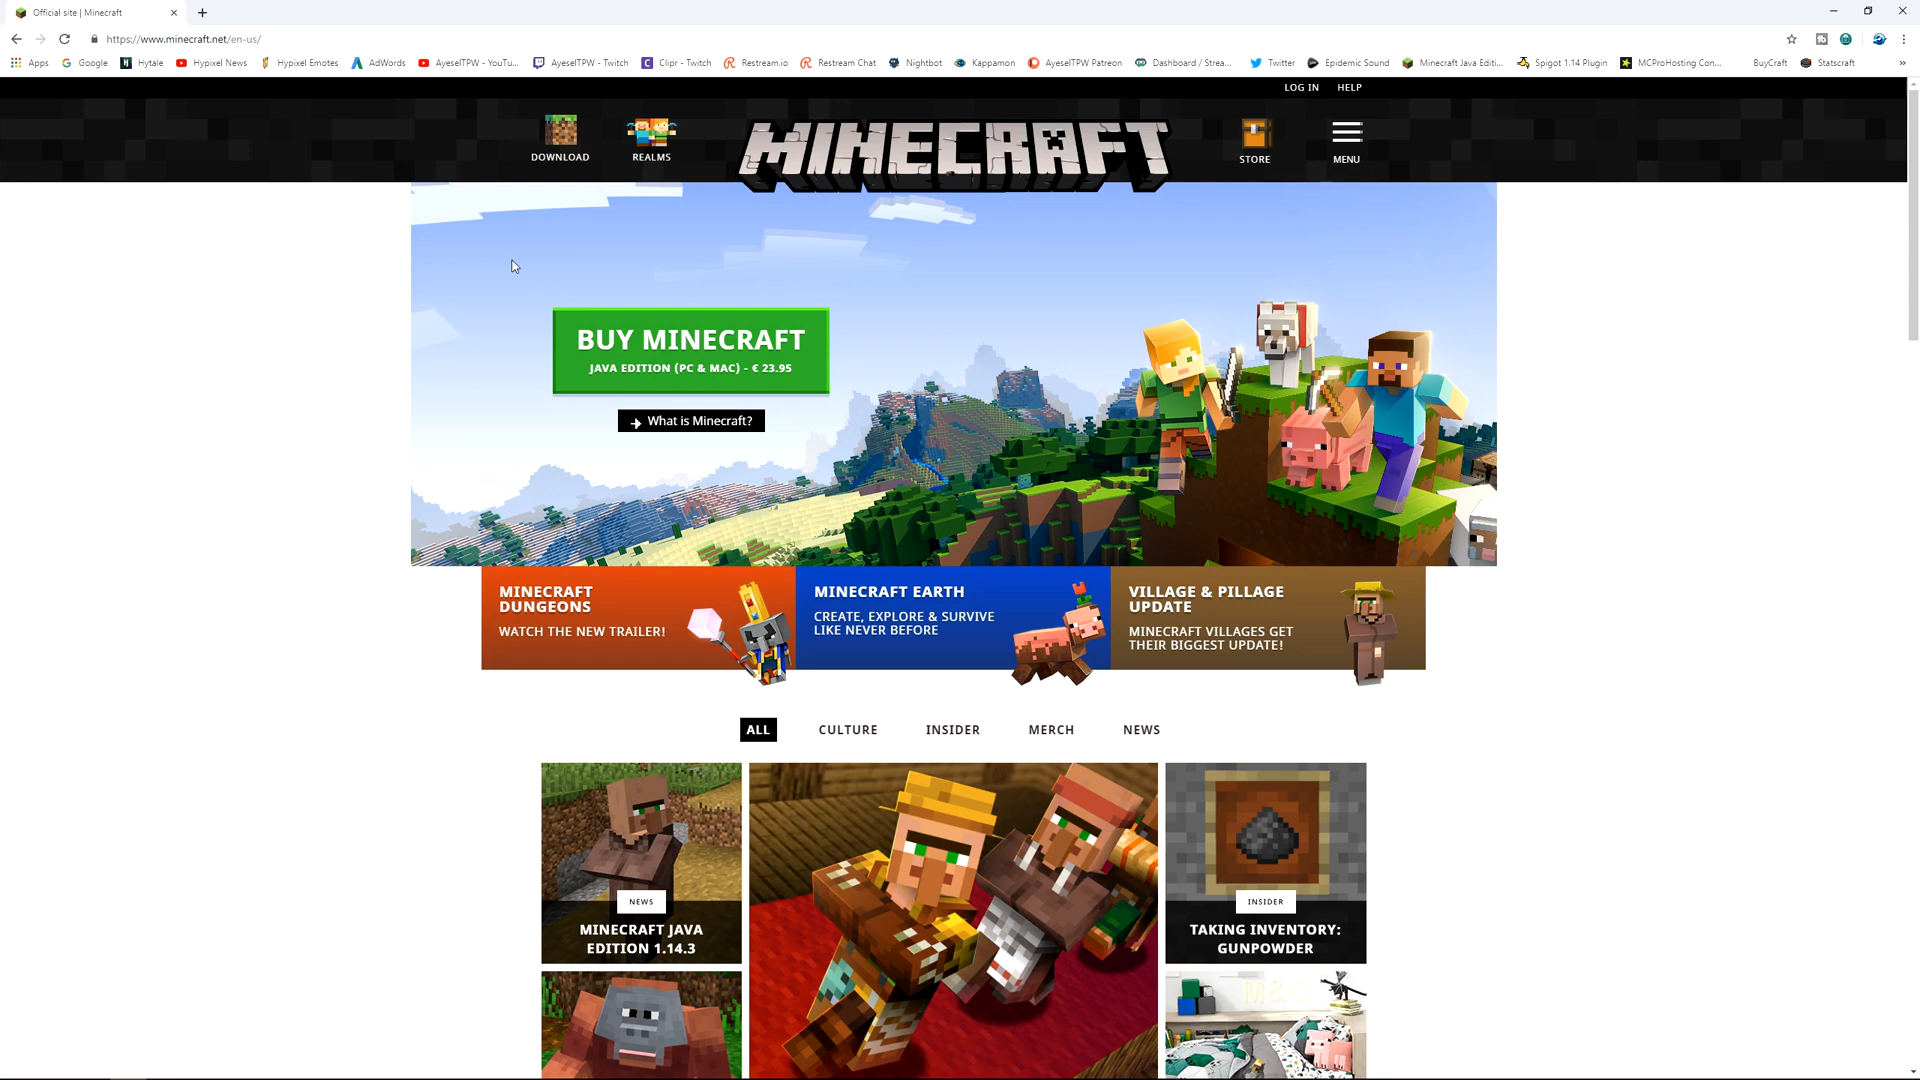 Official site | Minecraft
https://www.minecraft.net/en-us/
Apps
Google
Hytale
Hypixel News
Hypixel Emotes
AdWords
AyeselTPW - YouTu...
AyeselTPW - Twitch
Clipr - Twitch
Restream.io
Restream Chat
Nightbot
Kappamon
AyeselTPW Patreon
Dashboard / Strea...
Twitter
Epidemic Sound
Minecraft Java Editi...
Spigot 1.14 Plugin
MCProHosting Con...
BuyCraft
Statscraft
LOG IN
HELP
DOWNLOAD
REALMS
MINECRAFT
STORE
MENU
BUY MINECRAFT
JAVA EDITION (PC & MAC) - € 23.95
What is Minecraft?
MINECRAFT
DUNGEONS
WATCH THE NEW TRAILER!
MINECRAFT EARTH
CREATE, EXPLORE & SURVIVE
LIKE NEVER BEFORE
VILLAGE & PILLAGE
UPDATE
MINECRAFT VILLAGES GET
THEIR BIGGEST UPDATE!
ALL
CULTURE
INSIDER
MERCH
NEWS
NEWS
MINECRAFT JAVA
EDITION 1.14.3
INSIDER
TAKING INVENTORY:
GUNPOWDER